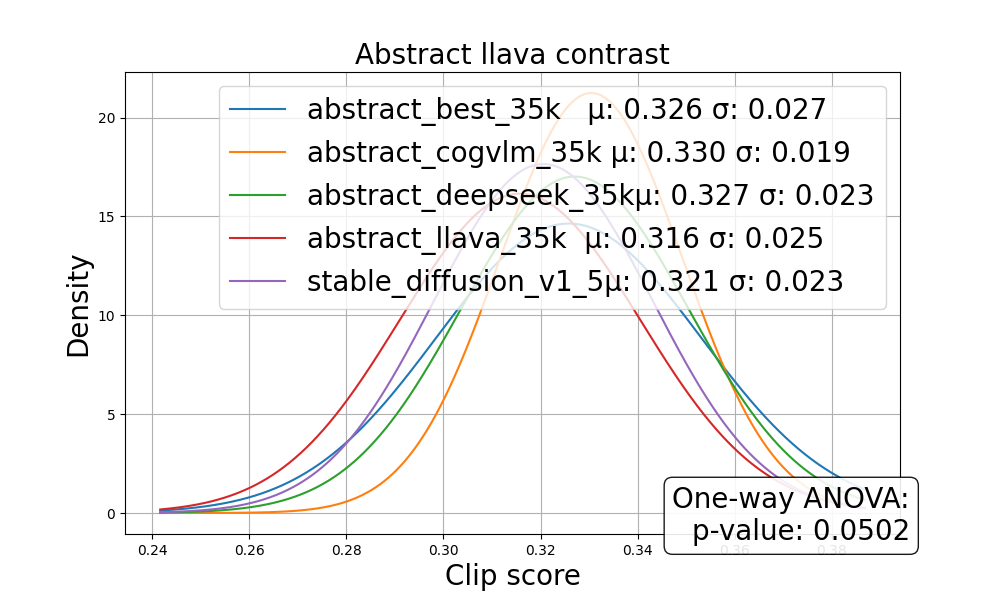 Abstract llava contrast
abstract_best_35k μ: 0.326 σ: 0.027
abstract_cogvlm_35k μ: 0.330 σ: 0.019
abstract_deepseek_35kμ: 0.327 σ: 0.023
abstract_llava_35k μ: 0.316 σ: 0.025
stable_diffusion_v1_5μ: 0.321 σ: 0.023
20
15
10
5
0
Density
One-way ANOVA:
p-value: 0.0502
0.24 0.26 0.28 0.30 0.32 0.34 0.36 0.38
Clip score